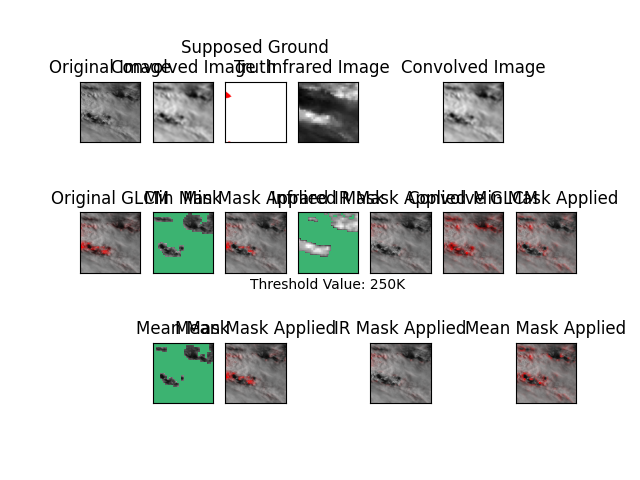 Supposed Ground
Original Image Convolved Image Truth Infrared Image Convolved Image
Original GLCM Min Mask Min Mask Applied Infrared Mask IR Mask Applied Convolved GLCM Min Mask Applied
Threshold Value: 250K
Mean Mask Mean Mask Applied IR Mask Applied Mean Mask Applied